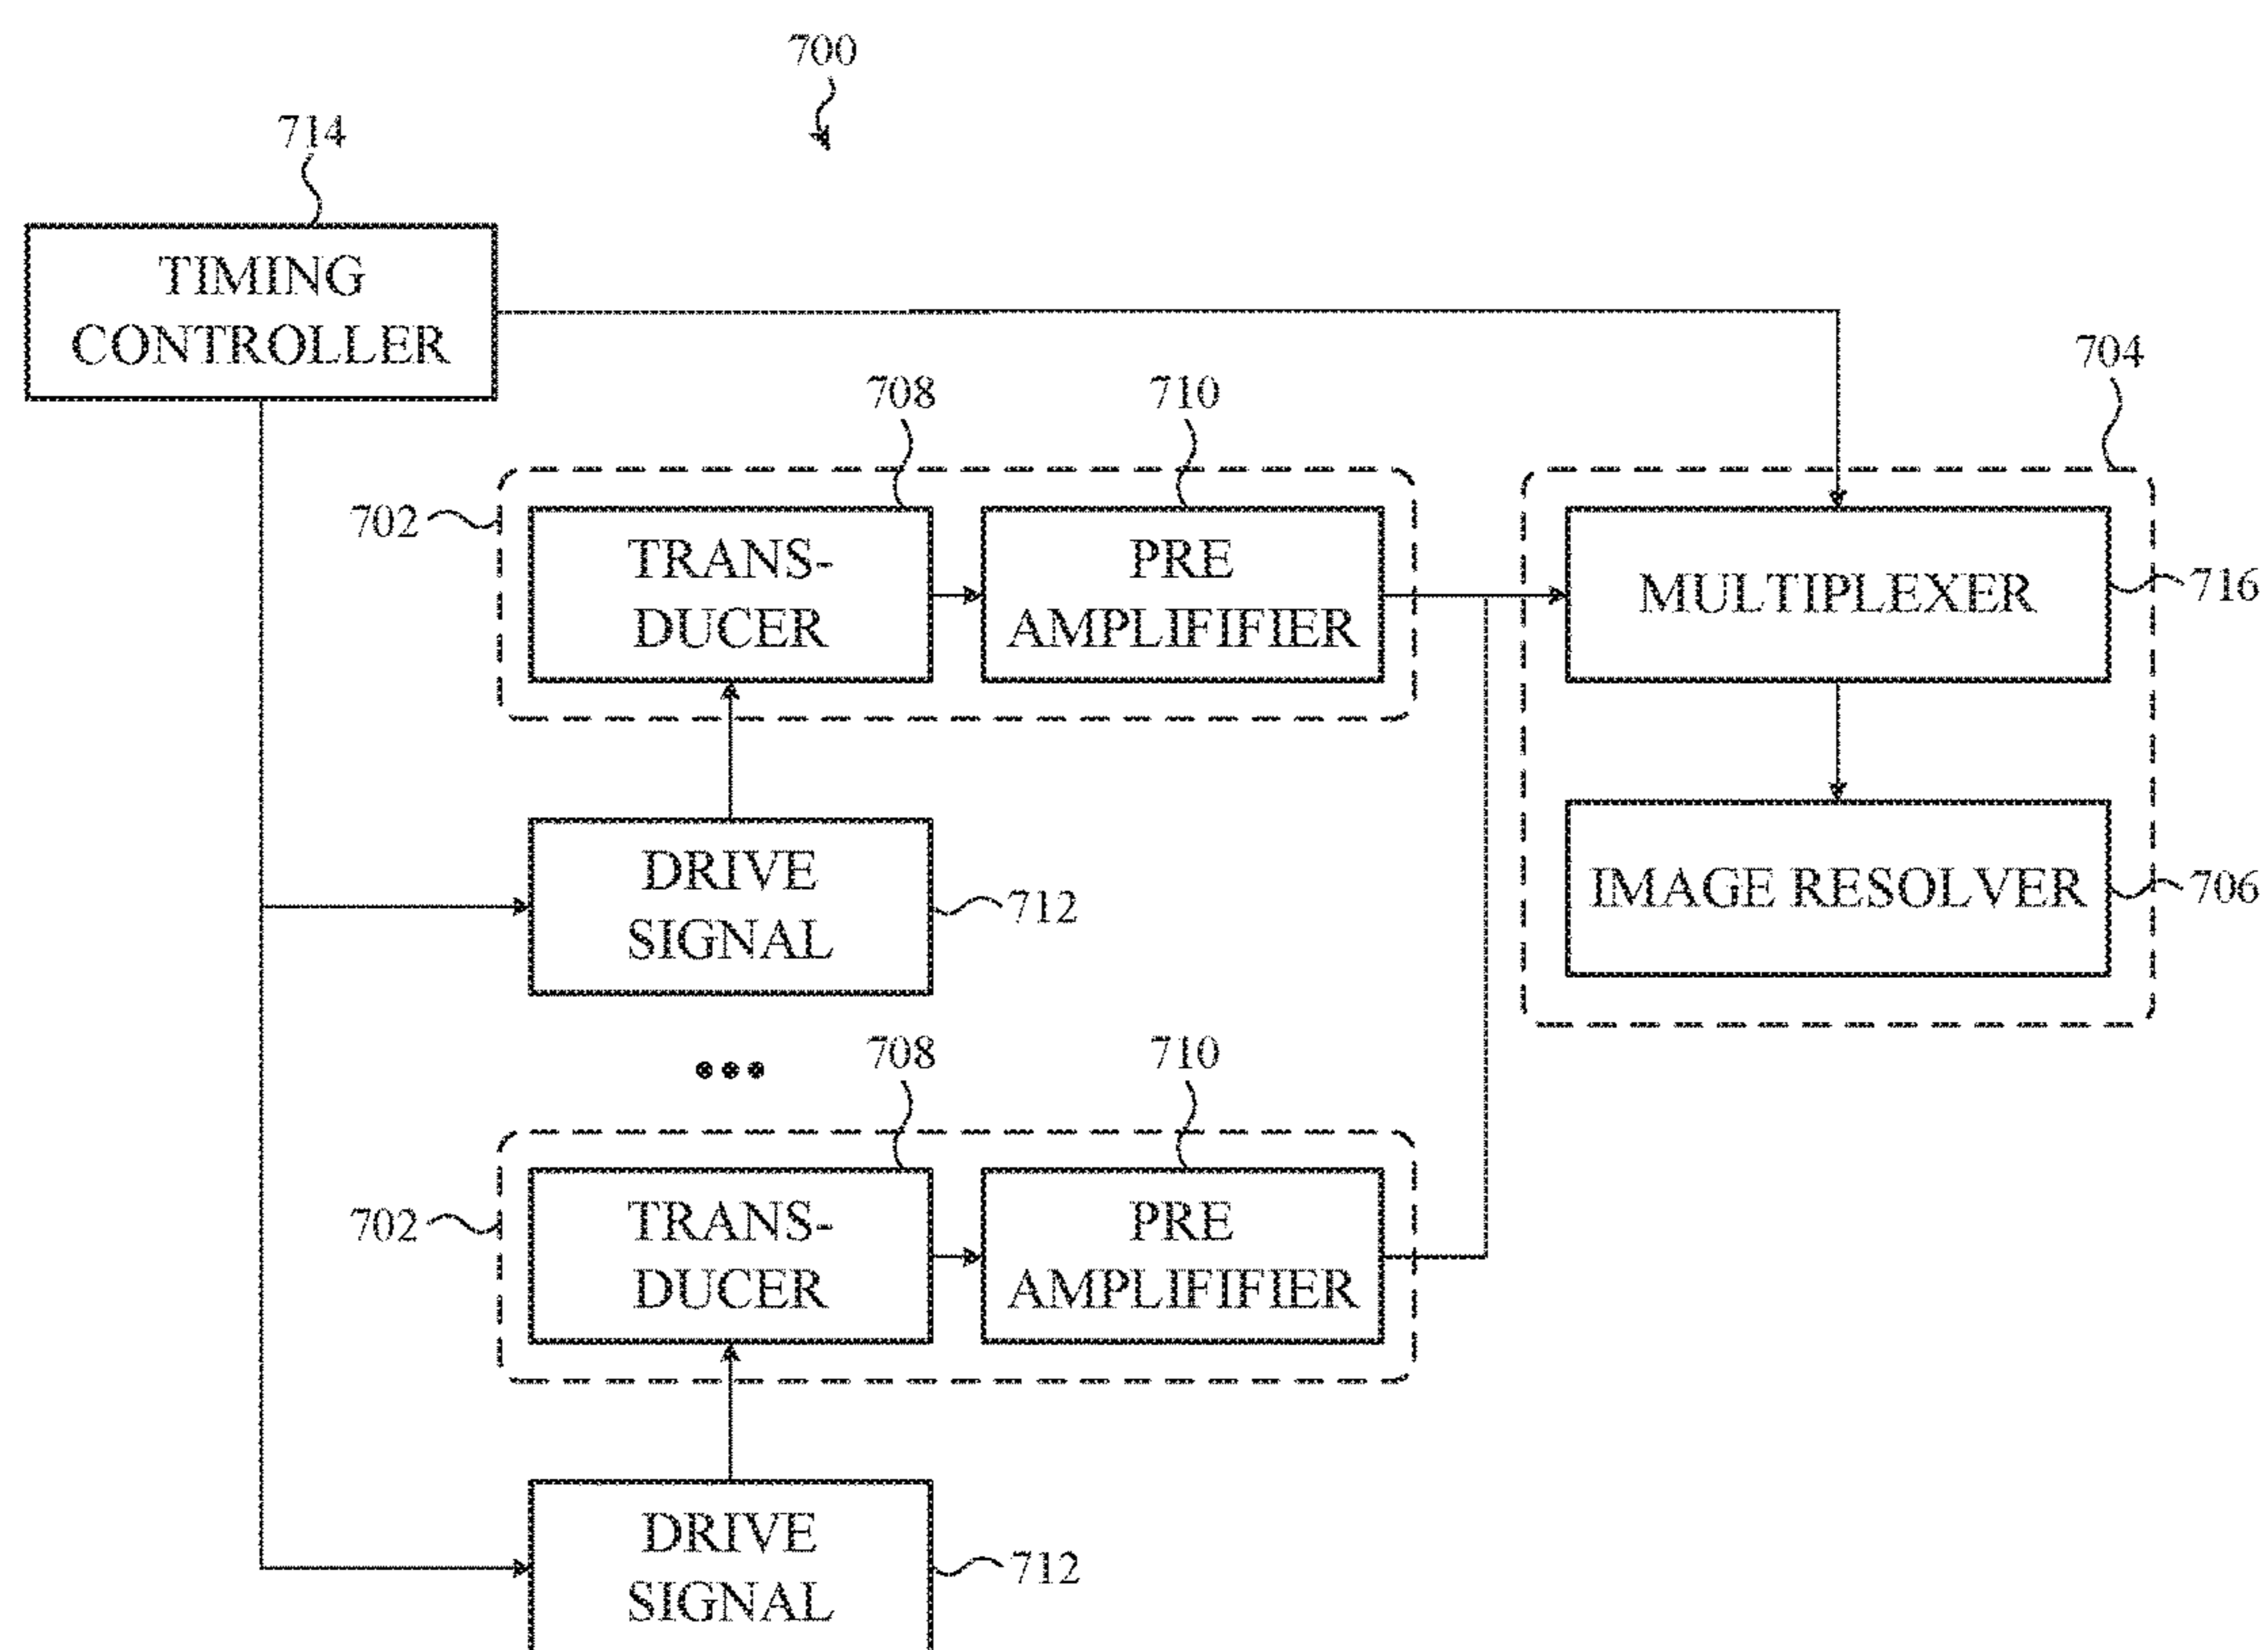 700
714
TIMING
CONTROLLER
704
708
710
702
TRANS-
DUCER
PRE
AMPLIFIFIER
MULTIPLEXER
716
DRIVE
SIGNAL
712
IMAGE RESOLVER
706
708
710
702
TRANS-
DUCER
PRE
AMPLIFIFIER
DRIVE
SIGNAL
712